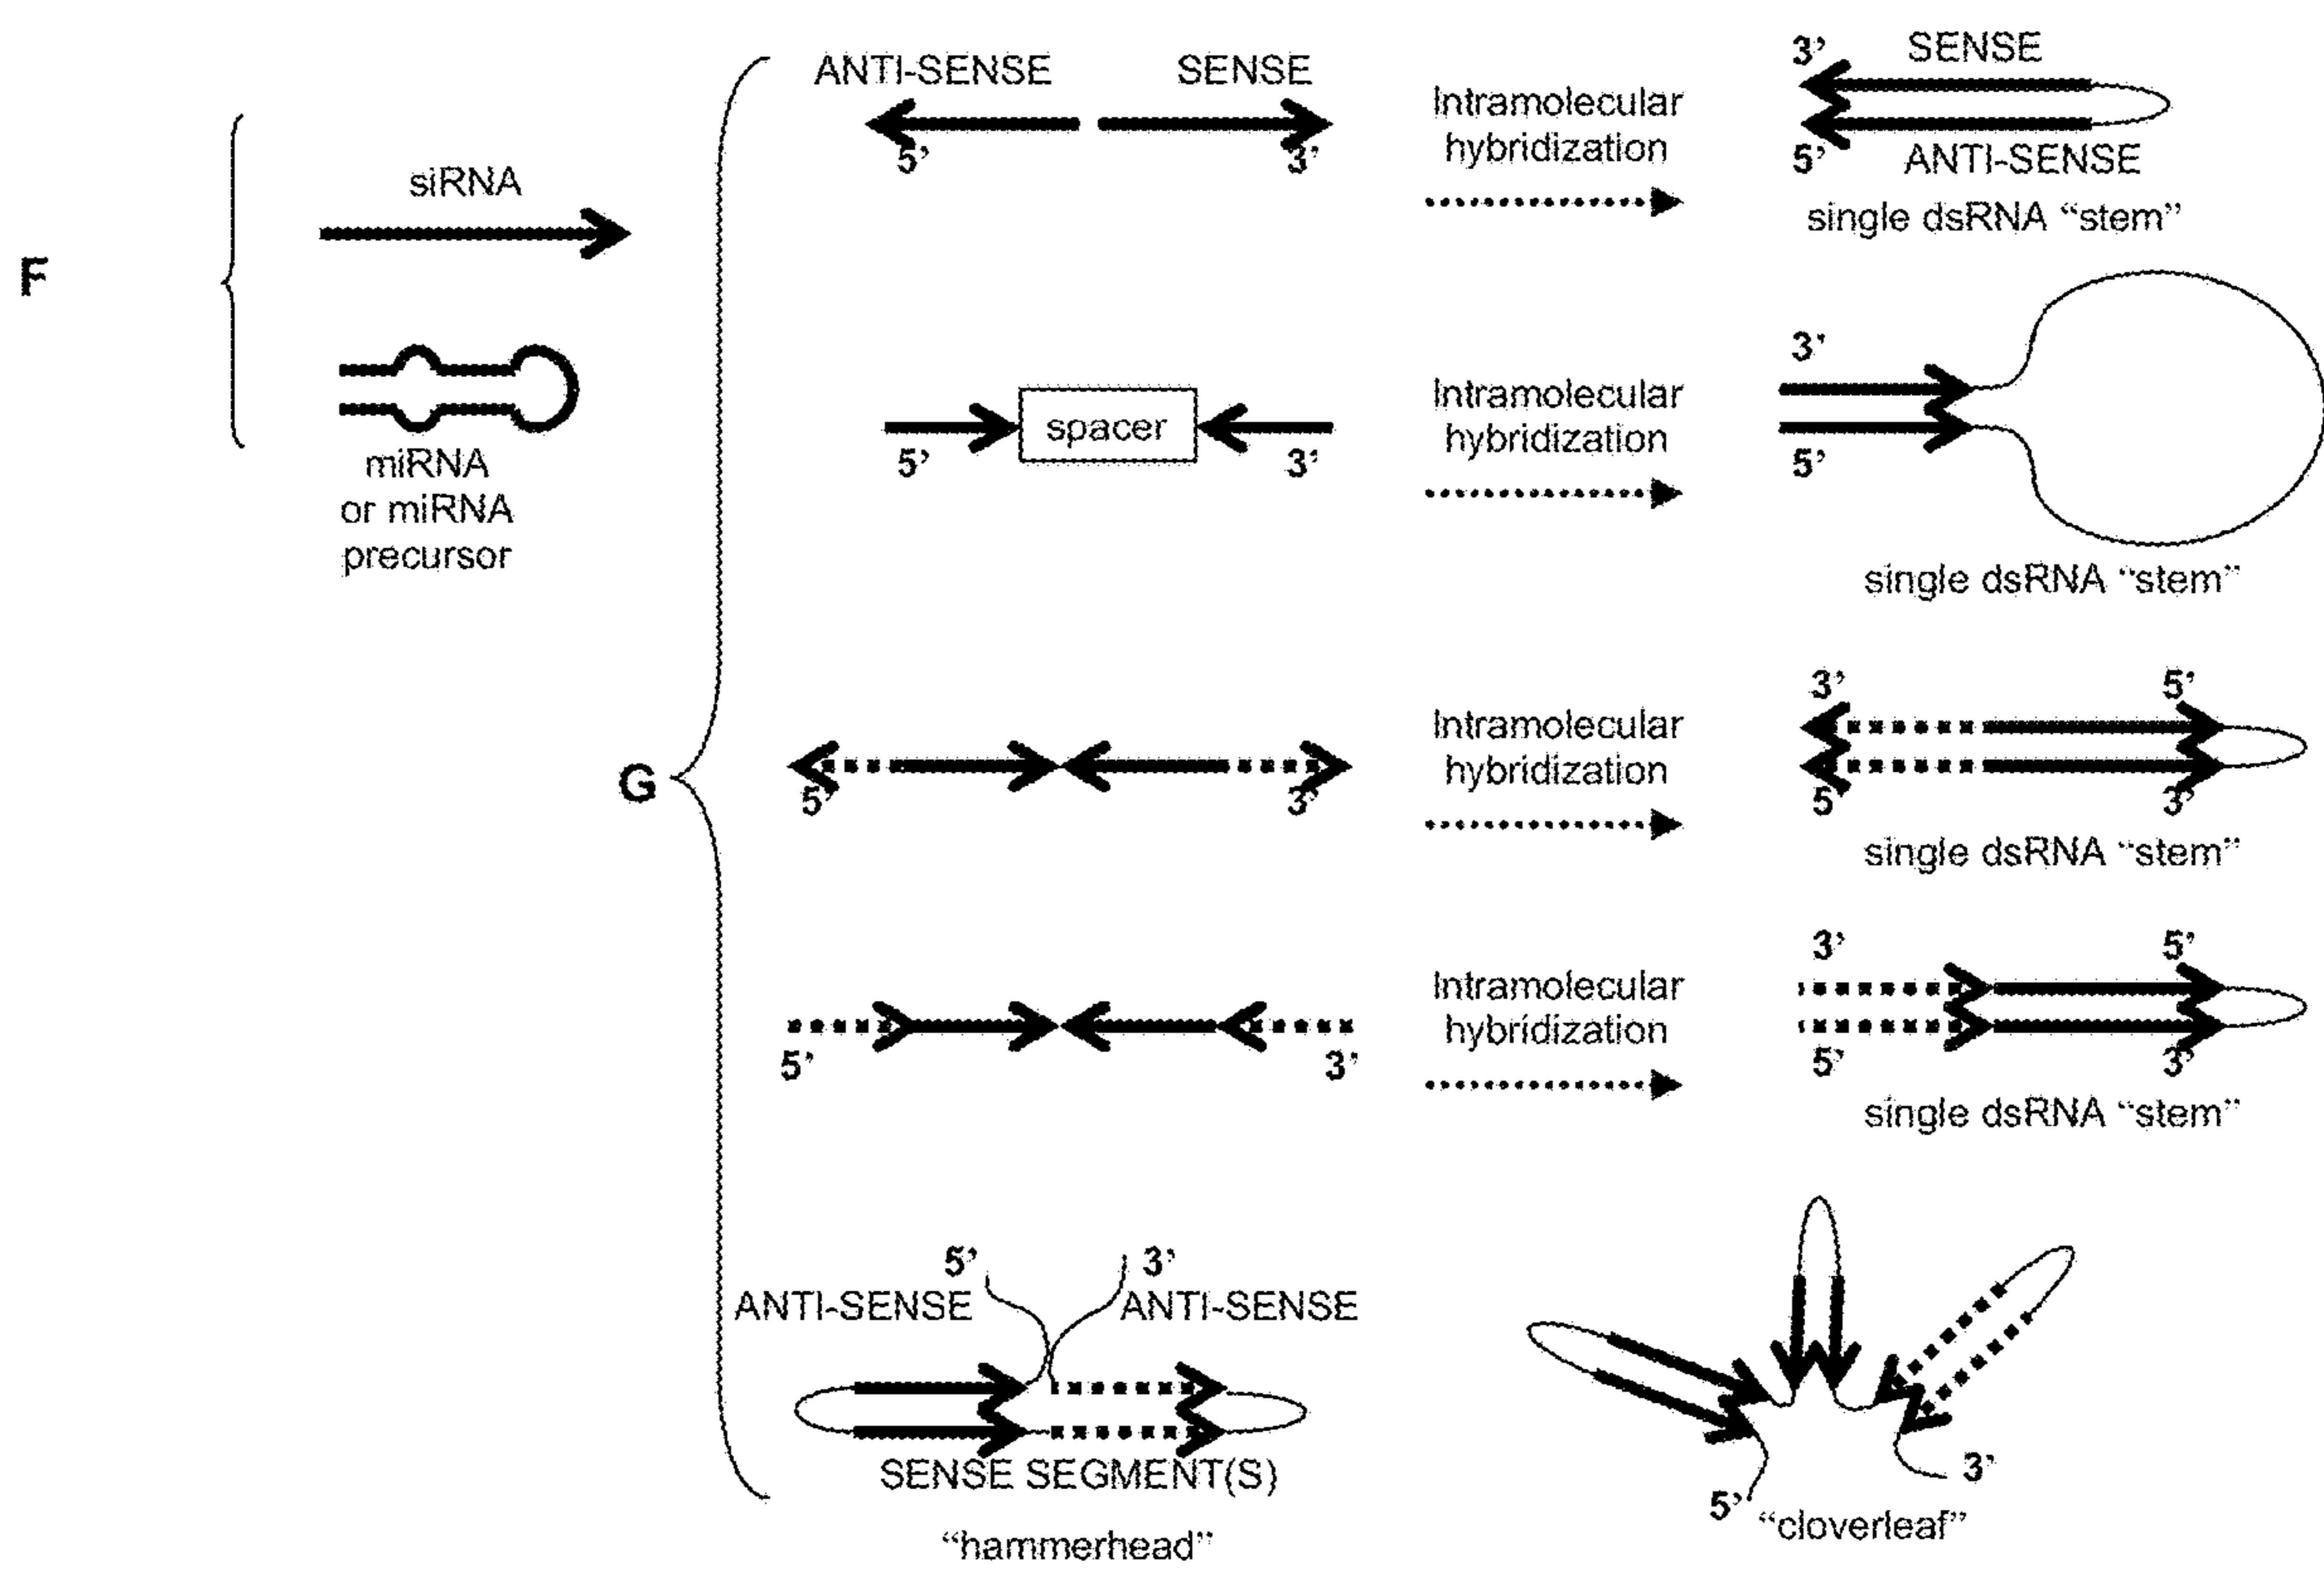 F
siRNA
miRNA
or miRNA
precursor
G
ANTI-SENSE SENSE
5’ 3’
Intramolecular
hybridization
3’ SENSE
5’ ANTI-SENSE
single dsRNA “stem”
5’ spacer 3’
Intramolecular
hybridization
3’
5’
single dsRNA “stem”
5’ 3’
Intramolecular
hybridization
3’ 5’
5’ 3’
single dsRNA “stem”
5’ 3’
Intramolecular
hybridization
3’ 5’
5’ 3’
single dsRNA “stem”
5’ 3’
ANTI-SENSE ANTI-SENSE
SENSE SEGMENT(S)
“hammerhead”
5’ 3’
“cloverleaf”